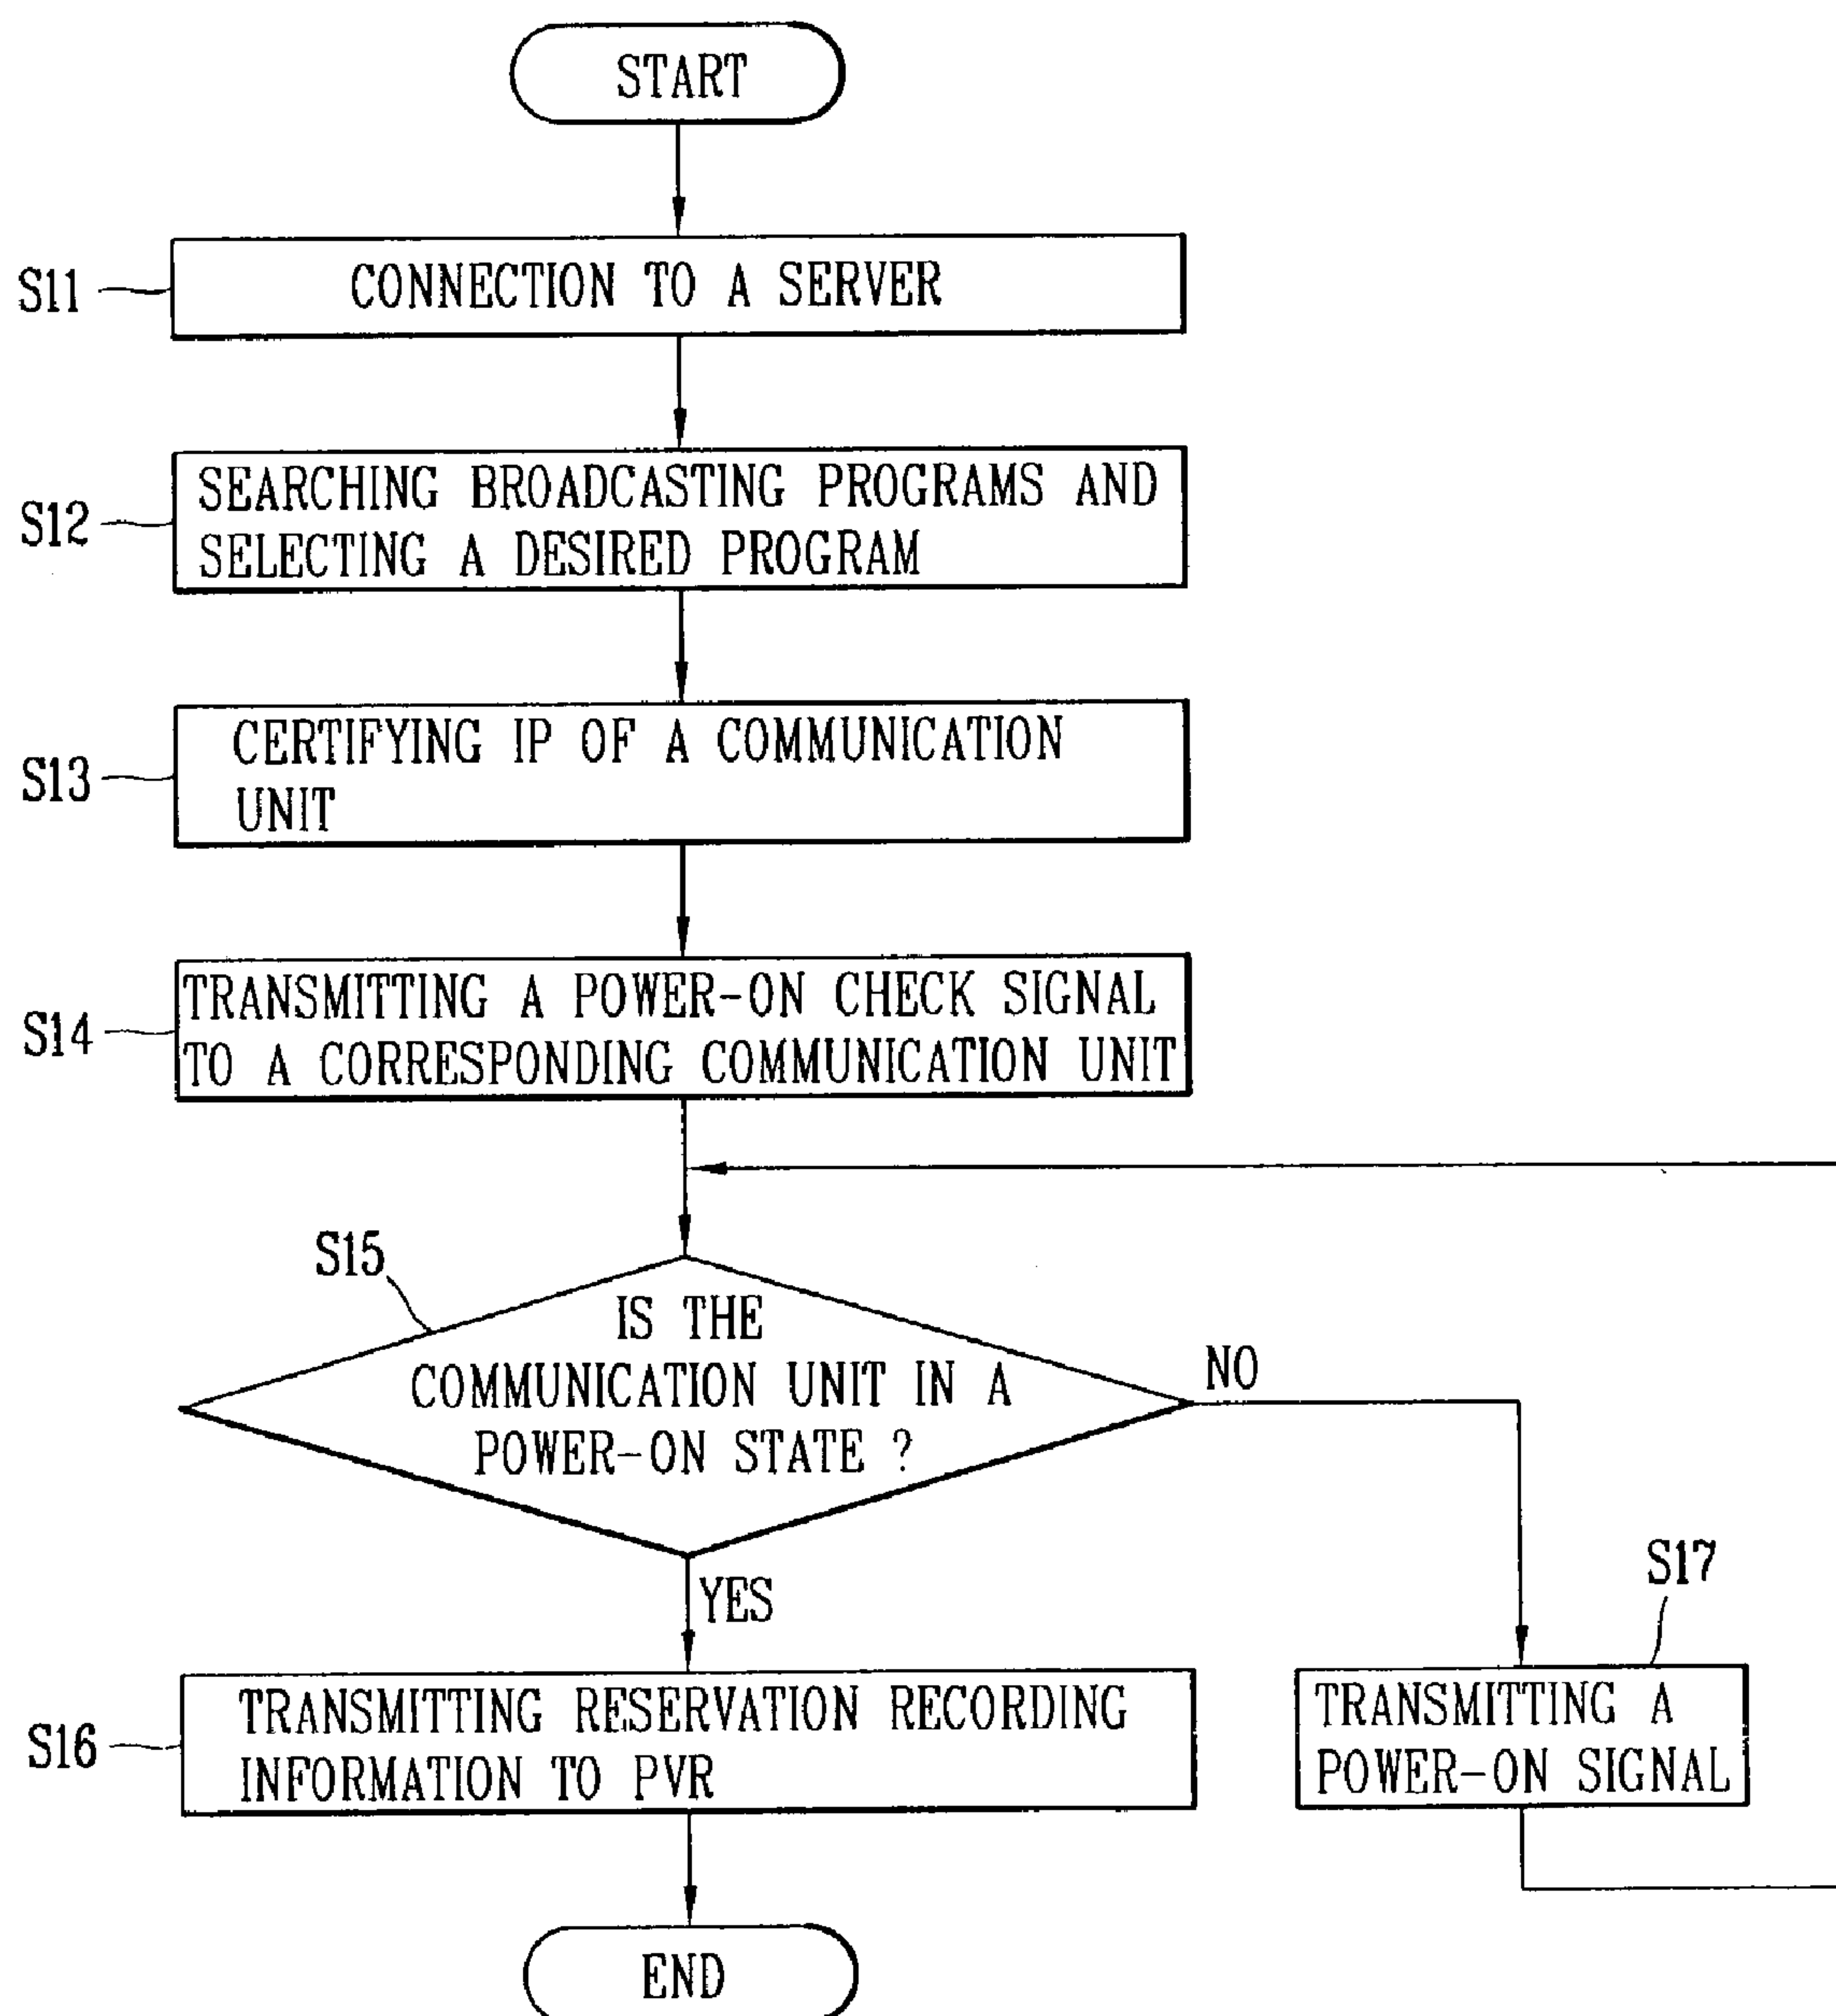 START
S11
CONNECTION TO A SERVER
S12
SEARCHING BROADCASTING PROGRAMS AND
SELECTING A DESIRED PROGRAM
S13
CERTIFYING IP OF A COMMUNICATION
UNIT
S14
TRANSMITTING A POWER-ON CHECK SIGNAL
TO A CORRESPONDING COMMUNICATION UNIT
S15
IS THE
COMMUNICATION UNIT IN A
POWER-ON STATE ?
NO
YES
S16
TRANSMITTING RESERVATION RECORDING
INFORMATION TO PVR
S17
TRANSMITTING A
POWER-ON SIGNAL
END